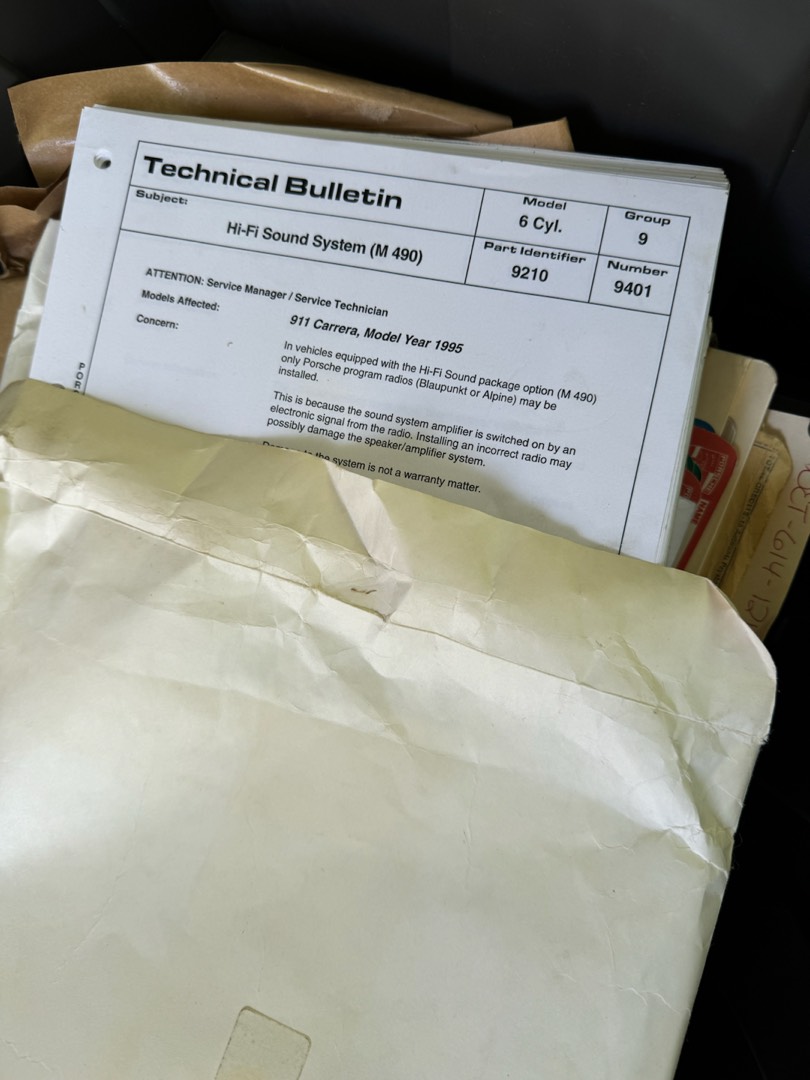 Technical Bulletin
Model
6 Cyl.
Group
9
Subject:
Hi-Fi Sound System (M 490)
Part Identifier
9210
Number
9401
ATTENTION: Service Manager / Service Technician
Models Affected:
911 Carrera, Model Year 1995
Concern:
In vehicles equipped with the Hi-Fi Sound package option (M 490)
only Porsche program radios (Blaupunkt or Alpine) may be
installed.
This is because the sound system amplifier is switched on by an
electronic signal from the radio. Installing an incorrect radio may
possibly damage the speaker/amplifier system.
the system is not a warranty matter.
P
O
R